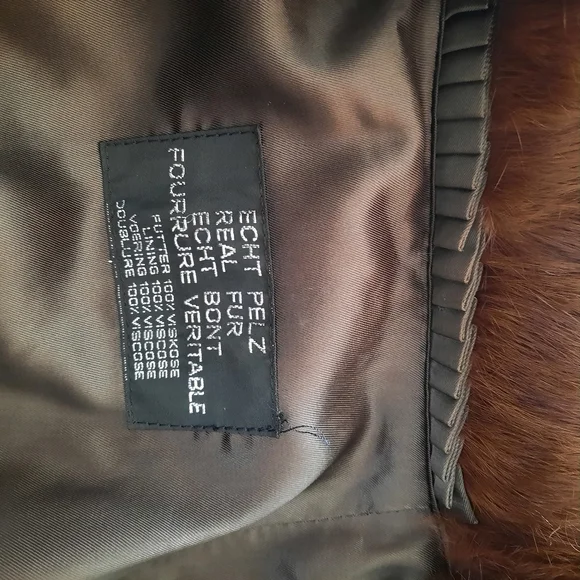 ECHT PELZ
REAL FUR
ECHT BONT
FOURRURE VERITABLE
FUTTER 100% VISKOSE
LINING 100% VISCOSE
VOERING 100% VISCOSE
DOUBLURE 100% VISCOSE